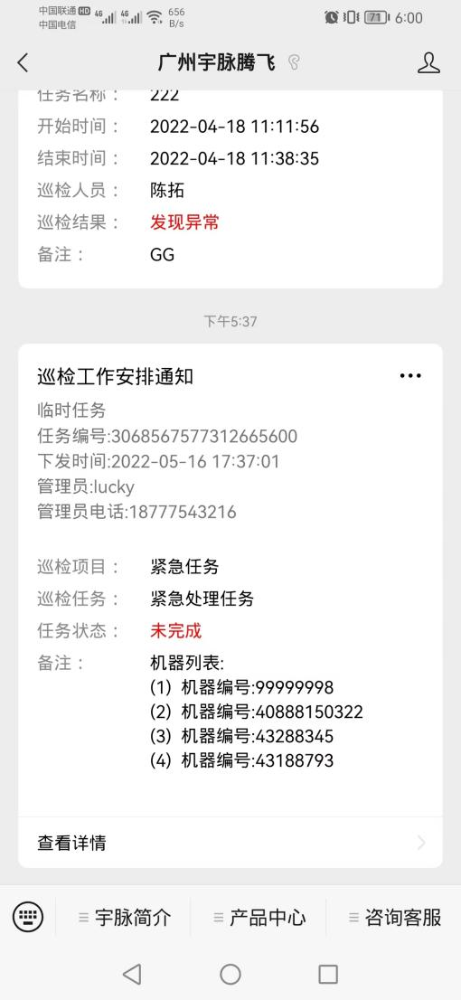 中国联通 HD 4G 4G 656
中国电信 B/s
71 6:00
广州宇脉腾飞
任务名称： 222
开始时间： 2022-04-18 11:11:56
结束时间： 2022-04-18 11:38:35
巡检人员： 陈拓
巡检结果： 发现异常
备注： GG
下午5:37
巡检工作安排通知
临时任务
任务编号:3068567577312665600
下发时间:2022-05-16 17:37:01
管理员:lucky
管理员电话:18777543216
巡检项目： 紧急任务
巡检任务： 紧急处理任务
任务状态： 未完成
备注： 机器列表:
(1) 机器编号:99999998
(2) 机器编号:40888150322
(3) 机器编号:43288345
(4) 机器编号:43188793
查看详情
宇脉简介 产品中心 咨询客服